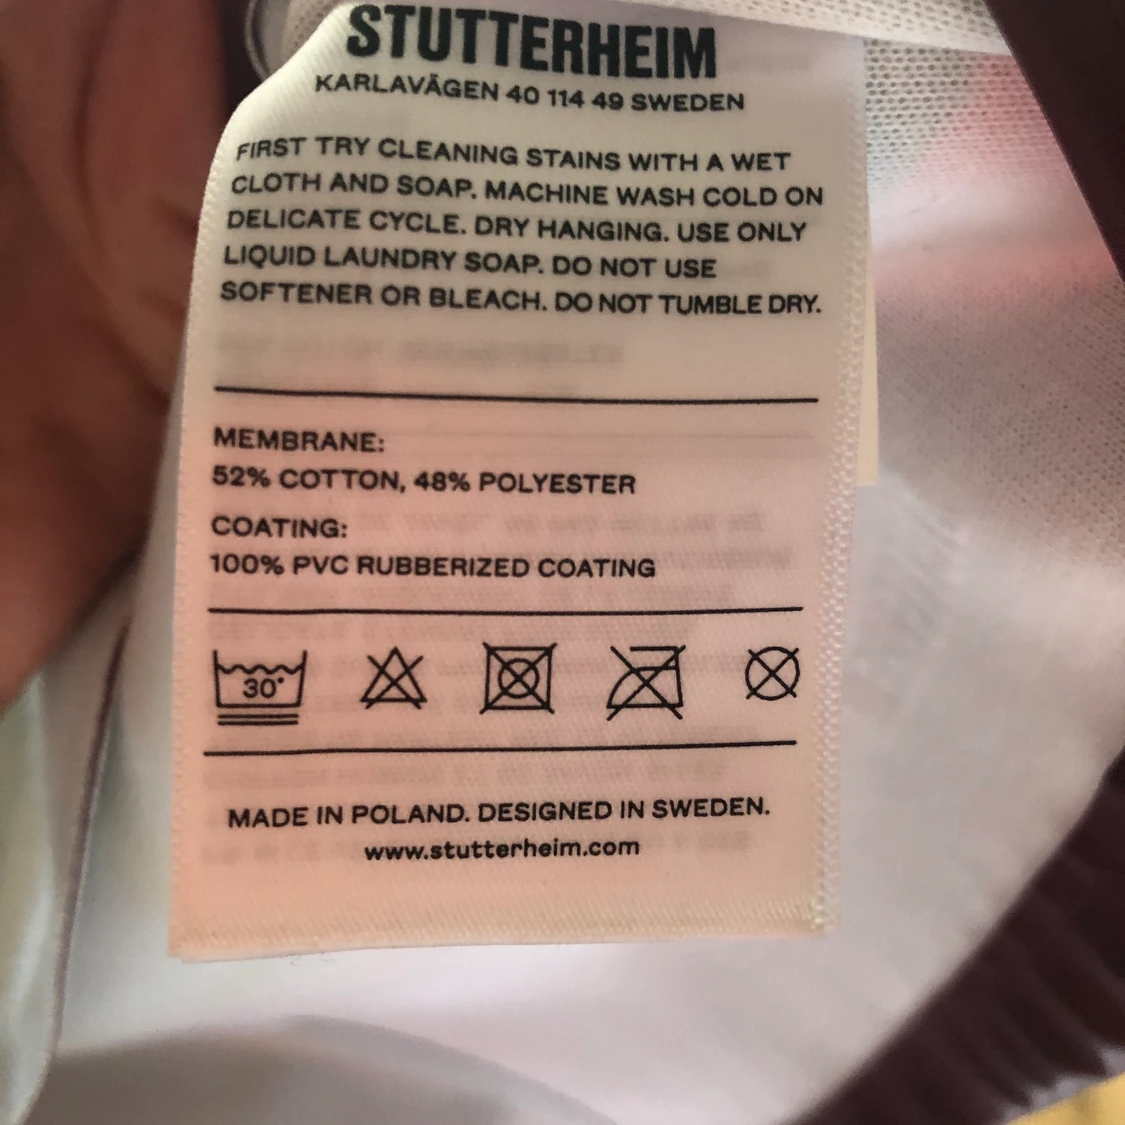 STUTTERHEIM
KARLAVÄGEN 40 114 49 SWEDEN
FIRST TRY CLEANING STAINS WITH A WET
CLOTH AND SOAP. MACHINE WASH COLD ON
DELICATE CYCLE. DRY HANGING. USE ONLY
LIQUID LAUNDRY SOAP. DO NOT USE
SOFTENER OR BLEACH. DO NOT TUMBLE DRY.
MEMBRANE:
52% COTTON, 48% POLYESTER
COATING:
100% PVC RUBBERIZED COATING
30°
MADE IN POLAND. DESIGNED IN SWEDEN.
www.stutterheim.com